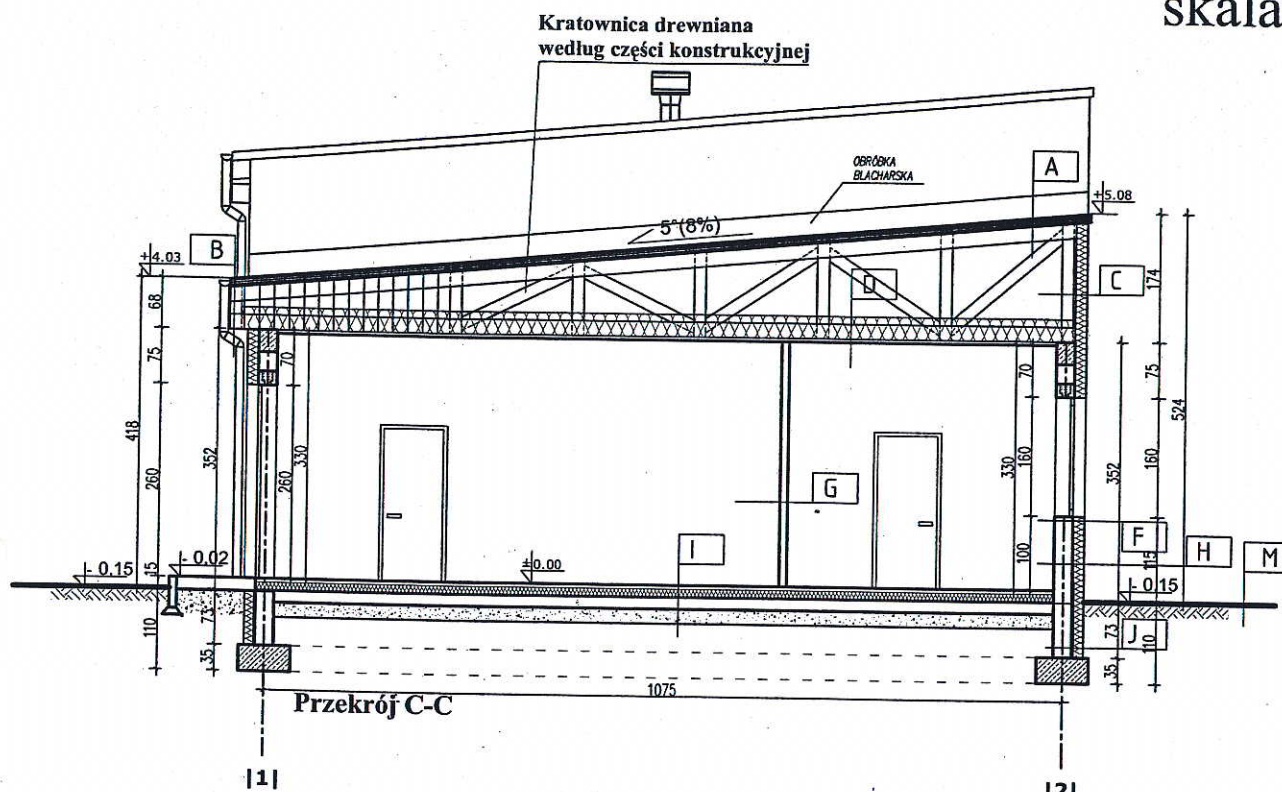 skala
Kratownica drewniana
według części konstrukcyjnej
OBRÓBKA
BLACHARSKA
A
+5.08
5°(8%)
B
+4.03
D
C
174
68
75
70
70
75
524
418
260
352
260
330
330
160
352
160
G
F
I
100
115
H
M
- 0.15
15
- 0.02
±0.00
- 0.15
110
73
35
J
73
110
35
1075
Przekrój C-C
|1|
|2|